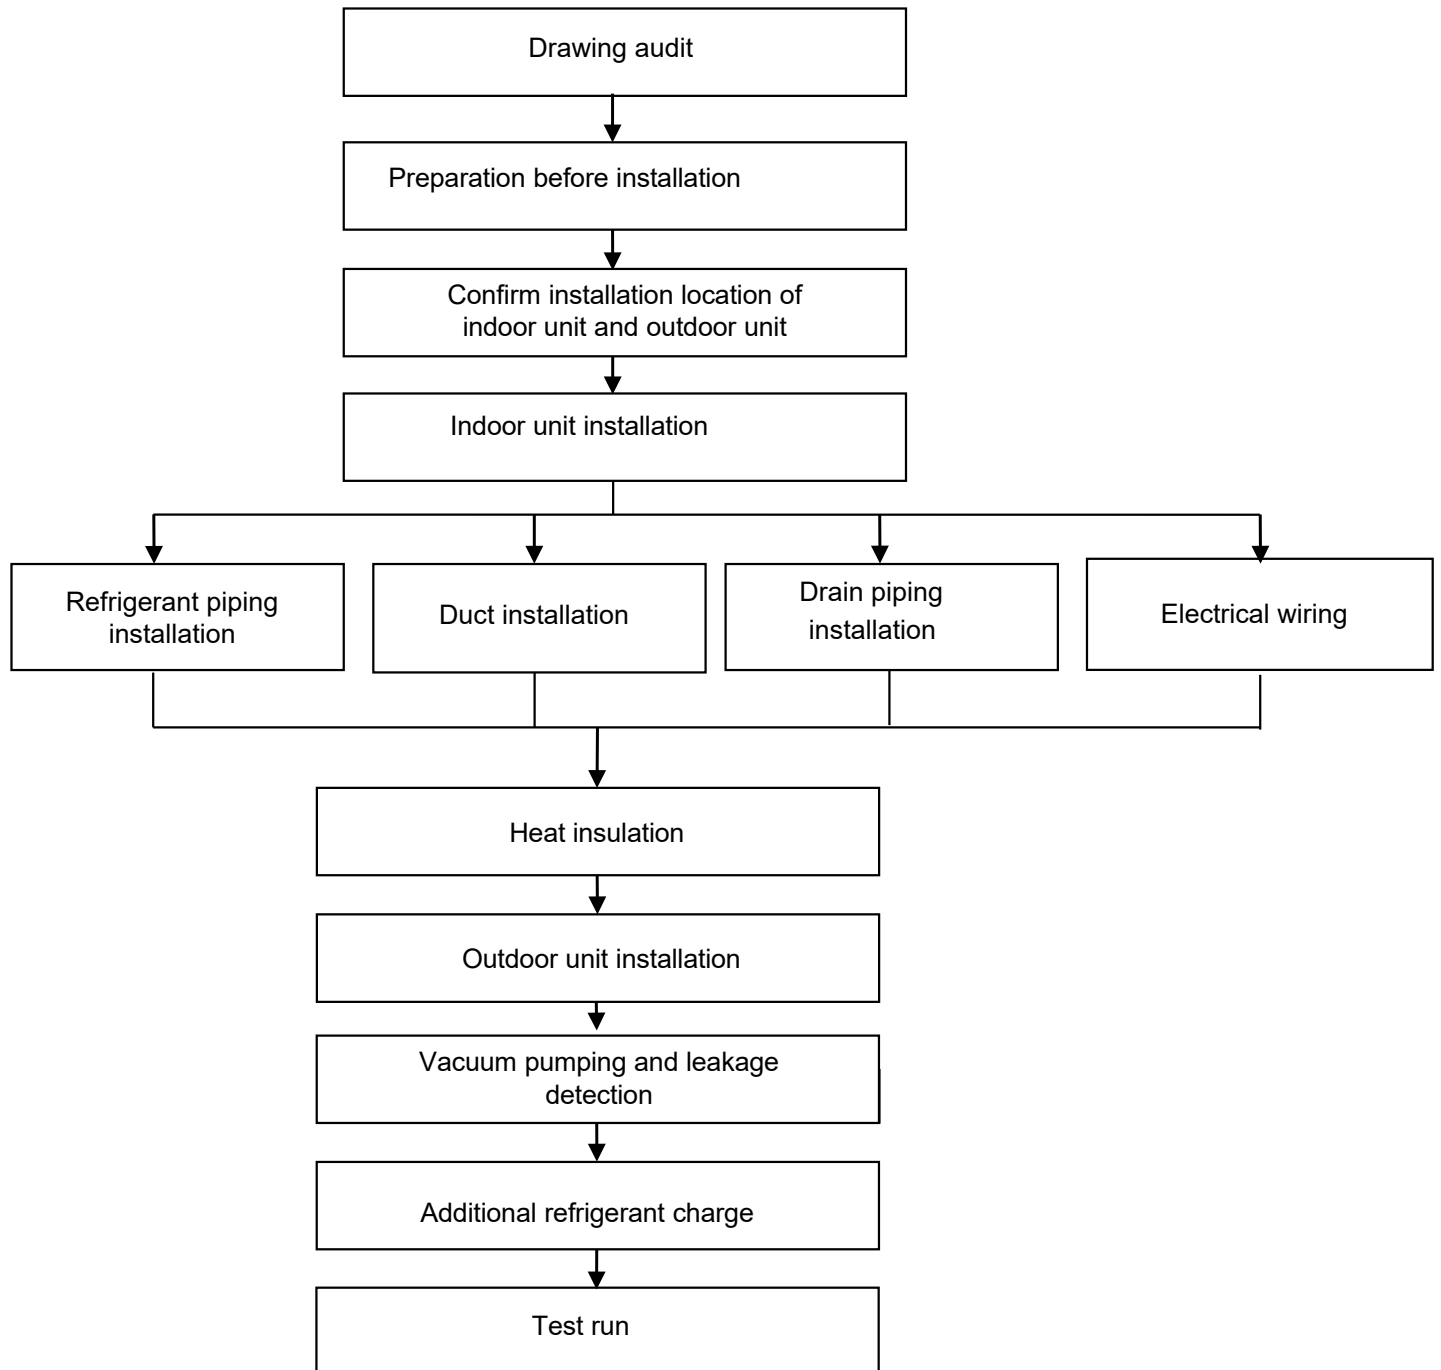 Drawing audit
Preparation before installation
Confirm installation location of
indoor unit and outdoor unit
Indoor unit installation
Refrigerant piping
installation
Duct installation
Drain piping
installation
Electrical wiring
Heat insulation
Outdoor unit installation
Vacuum pumping and leakage
detection
Additional refrigerant charge
Test run